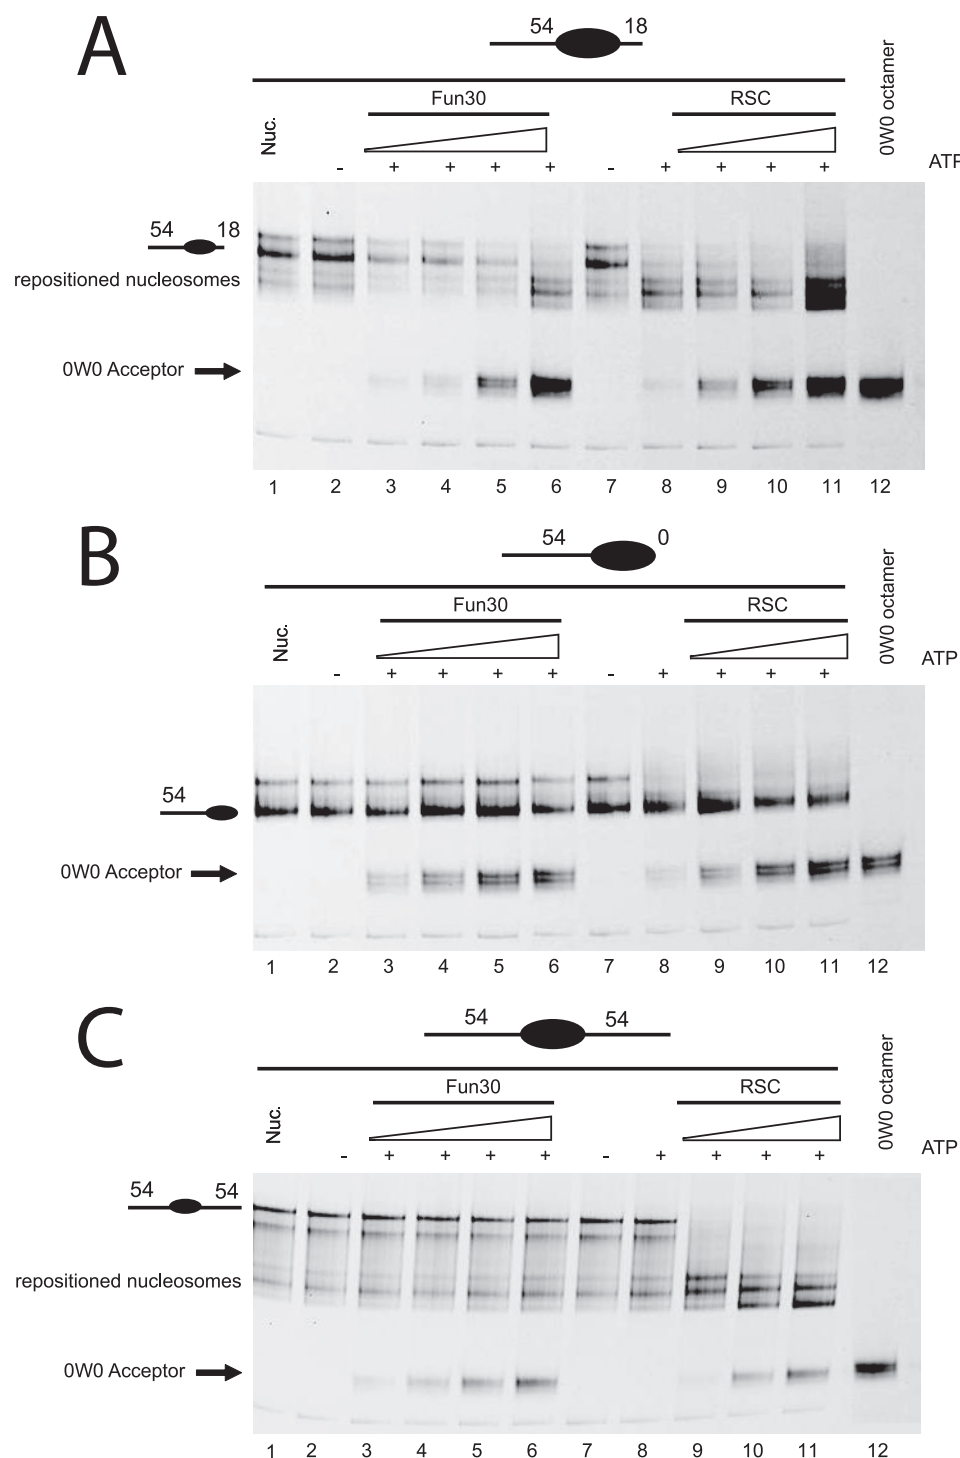 A
54 18
Fun30 RSC
Nuc. 0W0 octamer
- + + + + - + + + + ATP
54 18
repositioned nucleosomes
0W0 Acceptor
1 2 3 4 5 6 7 8 9 10 11 12
B
54 0
Fun30 RSC
Nuc. 0W0 octamer
ATP
- + + + + - + + + +
54
0W0 Acceptor
1 2 3 4 5 6 7 8 9 10 11 12
C
54 54
Fun30 RSC
Nuc. 0W0 octamer
- + + + + - + + + + ATP
54 54
repositioned nucleosomes
0W0 Acceptor
1 2 3 4 5 6 7 8 9 10 11 12